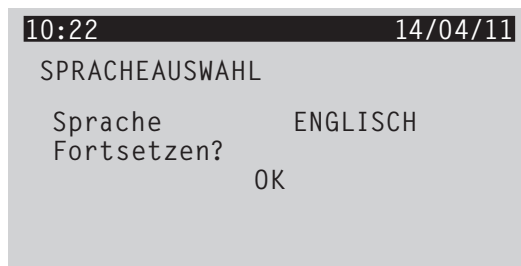 10:22 14/04/11
SPRACHEAUSWAHL
Sprache ENGLISCH
Fortsetzen?
OK